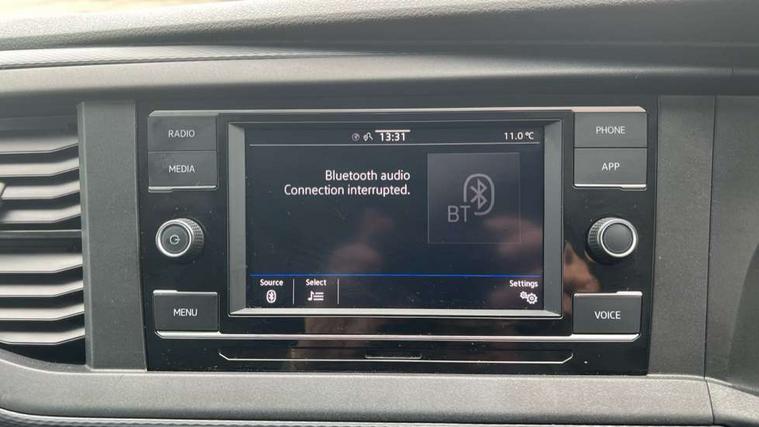 RADIO
MEDIA
MENU
13:31
11.0 °C
Bluetooth audio
Connection interrupted.
BT
Source
Select
Settings
PHONE
APP
VOICE